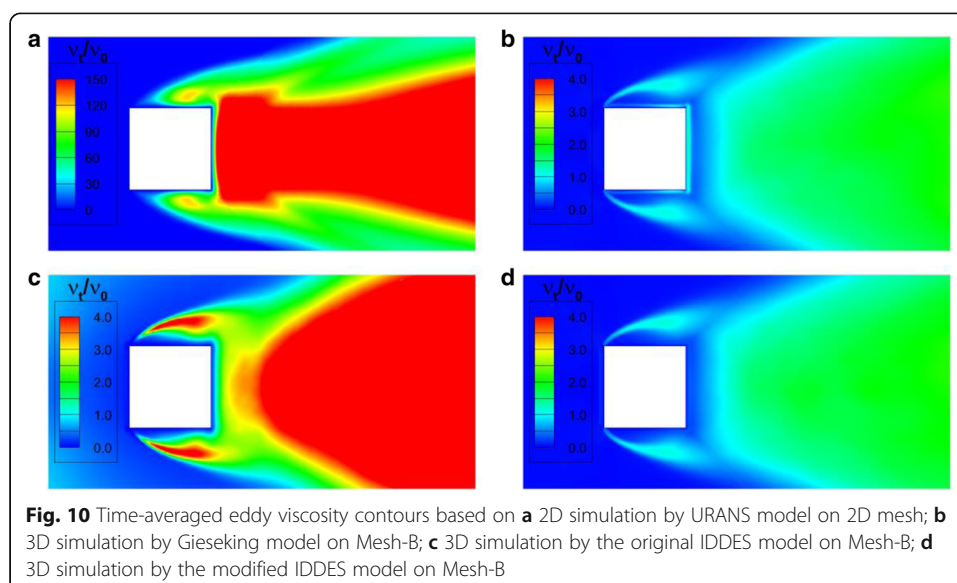 a
νt/ν0
150
120
90
60
30
0
b
νt/ν0
4.0
3.0
2.0
1.0
0.0
c
νt/ν0
4.0
3.0
2.0
1.0
0.0
d
νt/ν0
4.0
3.0
2.0
1.0
0.0
Fig. 10 Time-averaged eddy viscosity contours based on a 2D simulation by URANS model on 2D mesh; b
3D simulation by Gieseking model on Mesh-B; c 3D simulation by the original IDDES model on Mesh-B; d
3D simulation by the modified IDDES model on Mesh-B